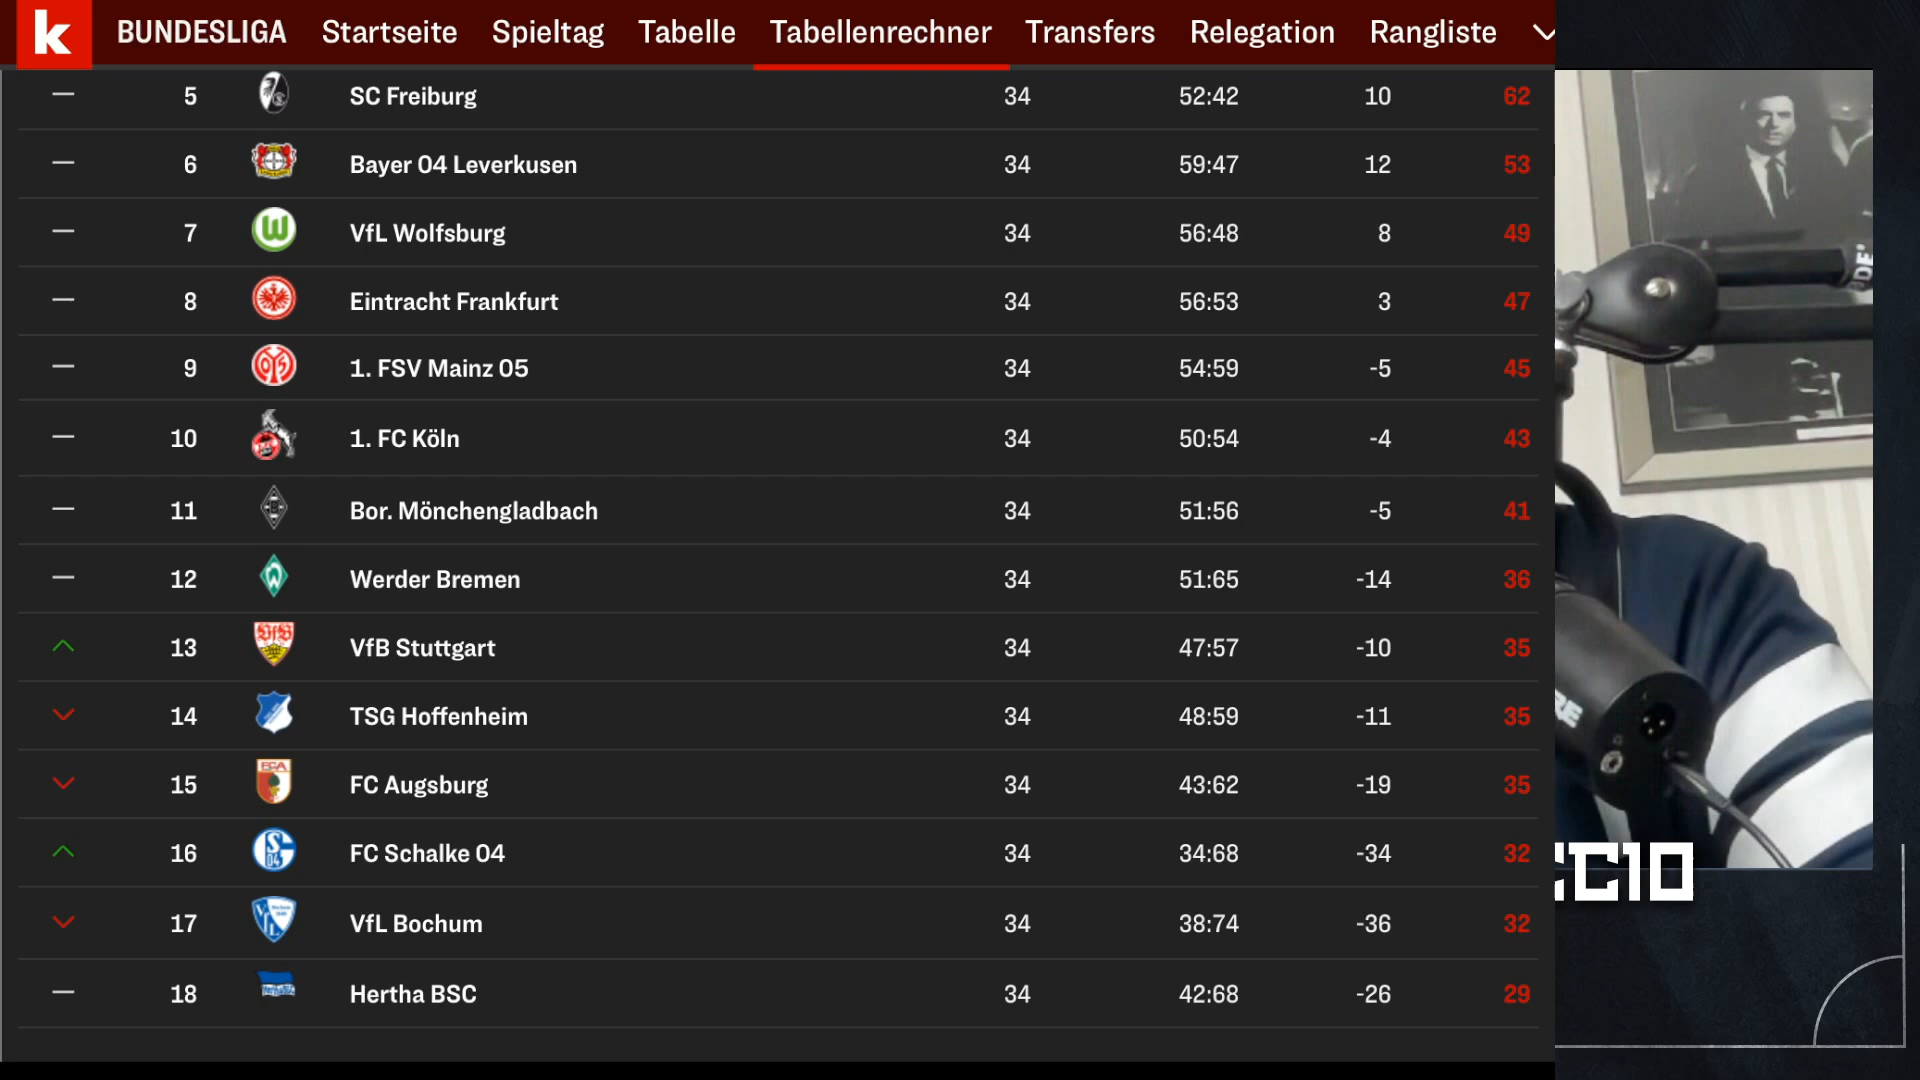 k BUNDESLIGA Startseite Spieltag Tabelle Tabellenrechner Transfers Relegation Rangliste
5 SC Freiburg 34 52:42 10 62
6 Bayer 04 Leverkusen 34 59:47 12 53
7 VfL Wolfsburg 34 56:48 8 49
8 Eintracht Frankfurt 34 56:53 3 47
9 1. FSV Mainz 05 34 54:59 -5 45
10 1. FC Köln 34 50:54 -4 43
11 Bor. Mönchengladbach 34 51:56 -5 41
12 Werder Bremen 34 51:65 -14 36
13 VfB Stuttgart 34 47:57 -10 35
14 TSG Hoffenheim 34 48:59 -11 35
15 FC Augsburg 34 43:62 -19 35
16 FC Schalke 04 34 34:68 -34 32
17 VfL Bochum 34 38:74 -36 32
18 Hertha BSC 34 42:68 -26 29